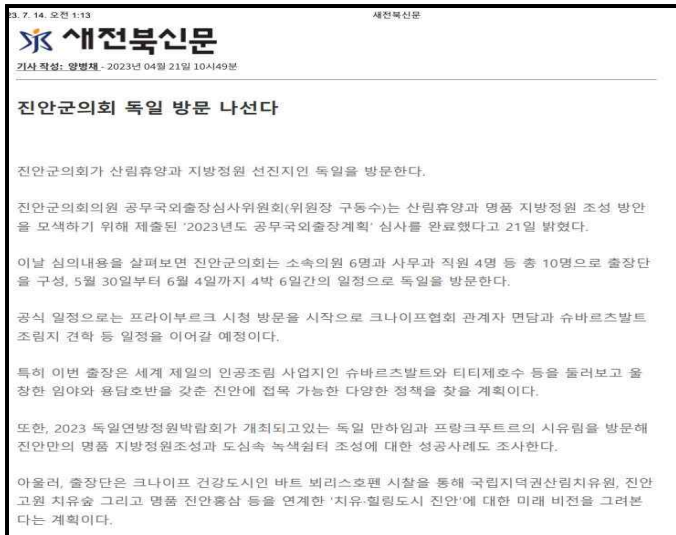 23. 7. 14. 오전 1:13
새전북신문
새전북신문
기사 작성: 양병채 - 2023년 04월 21일 10시49분
진안군의회 독일 방문 나선다
진안군의회가 산림휴양과 지방정원 선진지인 독일을 방문한다.
진안군의회의원 공무국외출장심사위원회(위원장 구동수)는 산림휴양과 명품 지방정원 조성 방안
을 모색하기 위해 제출된 '2023년도 공무국외출장계획' 심사를 완료했다고 21일 밝혔다.
이날 심의내용을 살펴보면 진안군의회는 소속의원 6명과 사무과 직원 4명 등 총 10명으로 출장단
을 구성, 5월 30일부터 6월 4일까지 4박 6일간의 일정으로 독일을 방문한다.
공식 일정으로는 프라이부르크 시청 방문을 시작으로 크나이프협회 관계자 면담과 슈바르츠발트
조림지 견학 등 일정을 이어갈 예정이다.
특히 이번 출장은 세계 제일의 인공조림 사업지인 슈바르츠발트와 티티제호수 등을 둘러보고 울
창한 임야와 용담호반을 갖춘 진안에 접목 가능한 다양한 정책을 찾을 계획이다.
또한, 2023 독일연방정원박람회가 개최되고있는 독일 만하임과 프랑크푸트르의 시유림을 방문해
진안만의 명품 지방정원조성과 도심속 녹색쉼터 조성에 대한 성공사례도 조사한다.
아울러, 출장단은 크나이프 건강도시인 바트 뵈리스호펜 시찰을 통해 국립지덕권산림치유원, 진안
고원 치유숲 그리고 명품 진안홍삼 등을 연계한 '치유·힐링도시 진안'에 대한 미래 비전을 그려본
다는 계획이다.